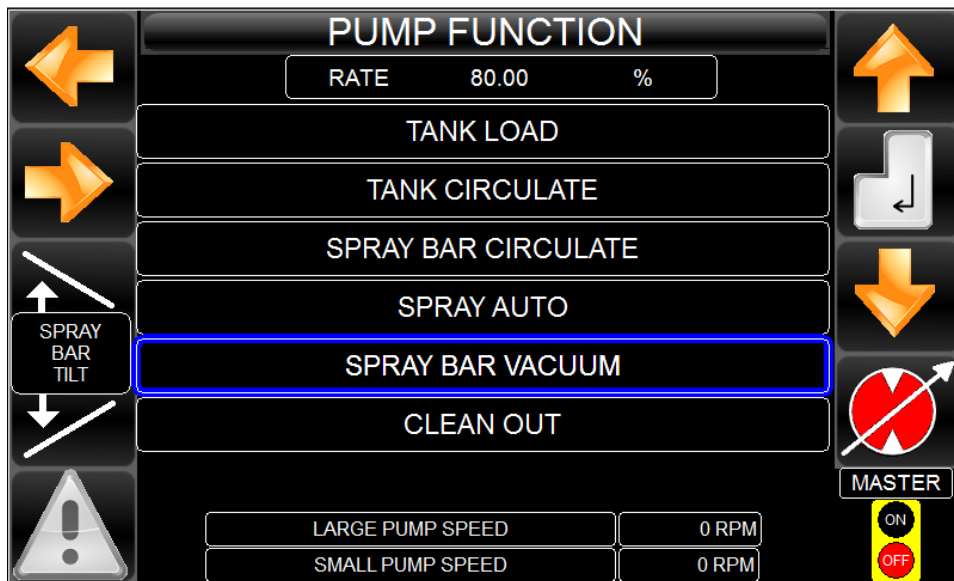 PUMP FUNCTION
RATE 80.00 %
TANK LOAD
TANK CIRCULATE
SPRAY BAR CIRCULATE
SPRAY AUTO
SPRAY BAR VACUUM
CLEAN OUT
SPRAY
BAR
TILT
MASTER
ON
OFF
LARGE PUMP SPEED 0 RPM
SMALL PUMP SPEED 0 RPM